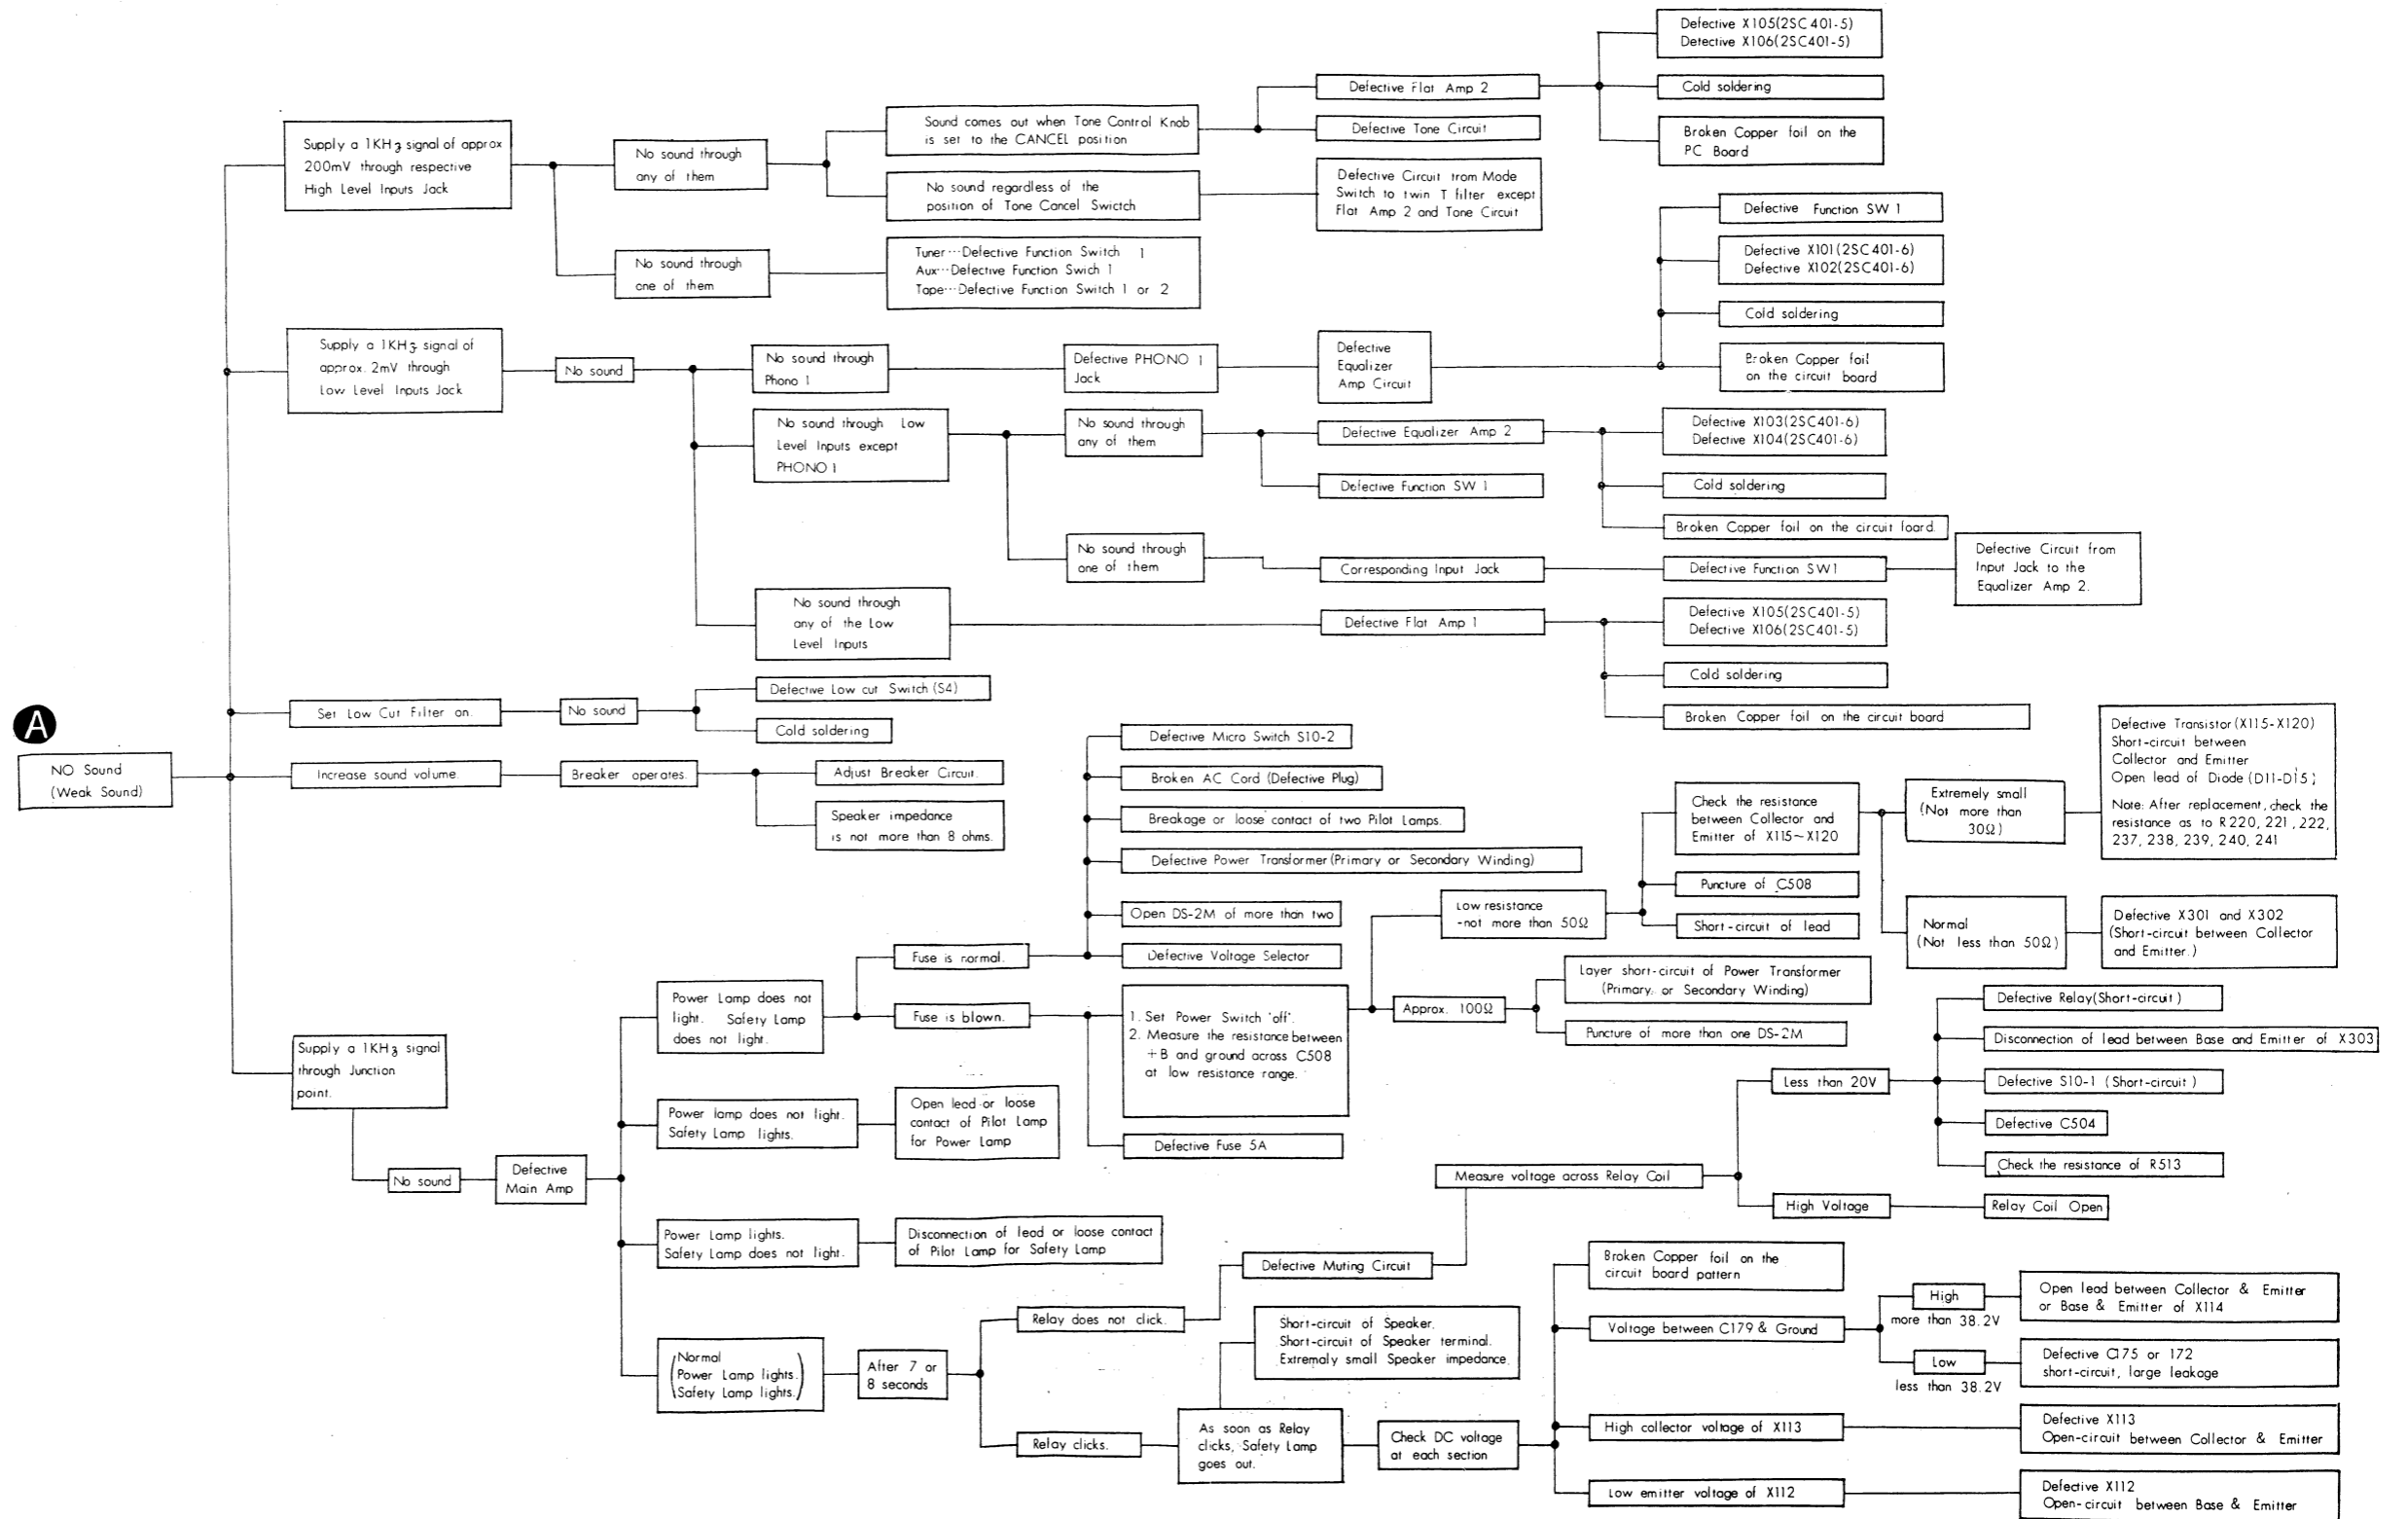 A
NO Sound
(Weak Sound)
Supply a 1KHz signal of approx
200mV through respective
High Level Inputs Jack
No sound through
any of them
Sound comes out when Tone Control Knob
is set to the CANCEL position
Defective Flat Amp 2
Defective X105(2SC401-5)
Detective X106(2SC401-5)
Cold soldering
Broken Copper foil on the
PC Board
Defective Tone Circuit
No sound regardless of the
position of Tone Cancel Swictch
Defective Circuit from Mode
Switch to twin T filter except
Flat Amp 2 and Tone Circuit
No sound through
one of them
Tuner···Defective Function Switch 1
Aux···Defective Function Swich 1
Tape···Defective Function Switch 1 or 2
Supply a 1KHz signal of
approx. 2mV through
Low Level Inputs Jack
No sound
No sound through
Phono 1
Defective PHONO 1
Jack
Defective
Equalizer
Amp Circuit
Defective Function SW 1
Defective X101(2SC401-6)
Defective X102(2SC401-6)
Cold soldering
Broken Copper foil
on the circuit board
No sound through Low
Level Inputs except
PHONO 1
No sound through
any of them
Defective Equalizer Amp 2
Defective X103(2SC401-6)
Defective X104(2SC401-6)
Cold soldering
Broken Copper foil on the circuit foard.
Defective Function SW 1
No sound through
one of them
Corresponding Input Jack
Defective Function SW1
Defective Circuit from
Input Jack to the
Equalizer Amp 2.
No sound through
any of the Low
Level Inputs
Defective Flat Amp 1
Defective X105(2SC401-5)
Defective X106(2SC401-5)
Cold soldering
Broken Copper foil on the circuit board
Set Low Cut Filter on.
No sound
Defective Low cut Switch (S4)
Cold soldering
Increase sound volume.
Breaker operates.
Adjust Breaker Circuit.
Speaker impedance
is not more than 8 ohms.
Supply a 1KHz signal
through Junction
point.
No sound
Defective
Main Amp
Power Lamp does not
light. Safety Lamp
does not light.
Fuse is normal.
Defective Micro Switch S10-2
Broken AC Cord (Defective Plug)
Breakage or loose contact of two Pilot Lamps.
Defective Power Transformer(Primary or Secondary Winding)
Open DS-2M of more than two
Defective Voltage Selector
Fuse is blown.
1. Set Power Switch "off".
2. Measure the resistance between
+B and ground across C508
at low resistance range.
Defective Fuse 5A
Low resistance
-not more than 50Ω
Check the resistance
between Collector and
Emitter of X115~X120
Extremely small
(Not more than
30Ω)
Defective Transistor(X115-X120)
Short-circuit between
Collector and Emitter
Open lead of Diode (D11-D15)
Note: After replacement, check the
resistance as to R220, 221, 222,
237, 238, 239, 240, 241
Normal
(Not less than 50Ω)
Defective X301 and X302
(Short-circuit between Collector
and Emitter.)
Puncture of C508
Short-circuit of lead
Approx. 100Ω
Layer short-circuit of Power Transformer
(Primary, or Secondary Winding)
Puncture of more than one DS-2M
Power lamp does not light.
Safety Lamp lights.
Open lead or loose
contact of Pilot Lamp
for Power Lamp
Power Lamp lights.
Safety Lamp does not light.
Disconnection of lead or loose contact
of Pilot Lamp for Safety Lamp
(Normal
Power Lamp lights.
Safety Lamp lights.)
After 7 or
8 seconds
Relay does not click.
Defective Muting Circuit
Measure voltage across Relay Coil
Less than 20V
Defective Relay(Short-circuit)
Disconnection of lead between Base and Emitter of X303
Defective S10-1 (Short-circuit)
Defective C504
Check the resistance of R513
High Voltage
Relay Coil Open
Relay clicks.
As soon as Relay
clicks, Safety Lamp
goes out.
Short-circuit of Speaker.
Short-circuit of Speaker terminal.
Extremaly small Speaker impedance.
Check DC voltage
at each section
Broken Copper foil on the
circuit board pattern
Voltage between C179 & Ground
High
more than 38.2V
Open lead between Collector & Emitter
or Base & Emitter of X114
Low
less than 38.2V
Defective C175 or 172
short-circuit, large leakage
High collector voltage of X113
Defective X113
Open-circuit between Collector & Emitter
Low emitter voltage of X112
Defective X112
Open-circuit between Base & Emitter